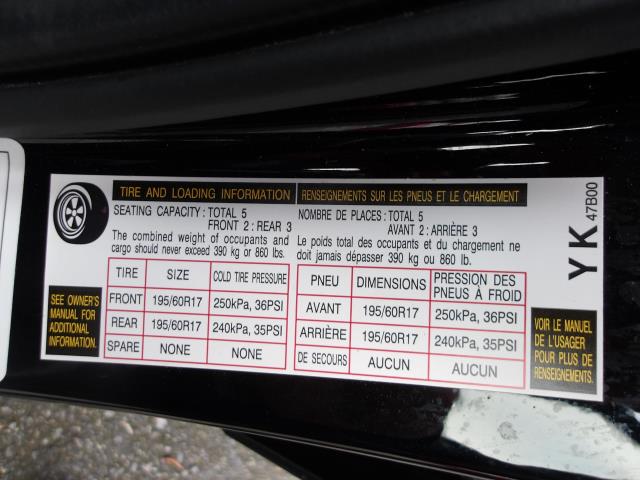 TIRE AND LOADING INFORMATION
SEATING CAPACITY : TOTAL 5
FRONT 2 : REAR 3
The combined weight of occupants and
cargo should never exceed 390 kg or 860 lbs.
RENSEIGNEMENTS SUR LES PNEUS ET LE CHARGEMENT
NOMBRE DE PLACES : TOTAL 5
AVANT 2 : ARRIÈRE 3
Le poids total des occupants et du chargement ne
doit jamais dépasser 390 kg ou 860 lb.
SEE OWNER'S
MANUAL FOR
ADDITIONAL
INFORMATION.
TIRE SIZE COLD TIRE PRESSURE
FRONT 195/60R17 250kPa, 36PSI
REAR 195/60R17 240kPa, 35PSI
SPARE NONE NONE
PNEU DIMENSIONS PRESSION DES
PNEUS À FROID
AVANT 195/60R17 250kPa, 36PSI
ARRIÈRE 195/60R17 240kPa, 35PSI
DE SECOURS AUCUN AUCUN
VOIR LE MANUEL
DE L'USAGER
POUR PLUS DE
RENSEIGNEMENTS.
YK 47B00